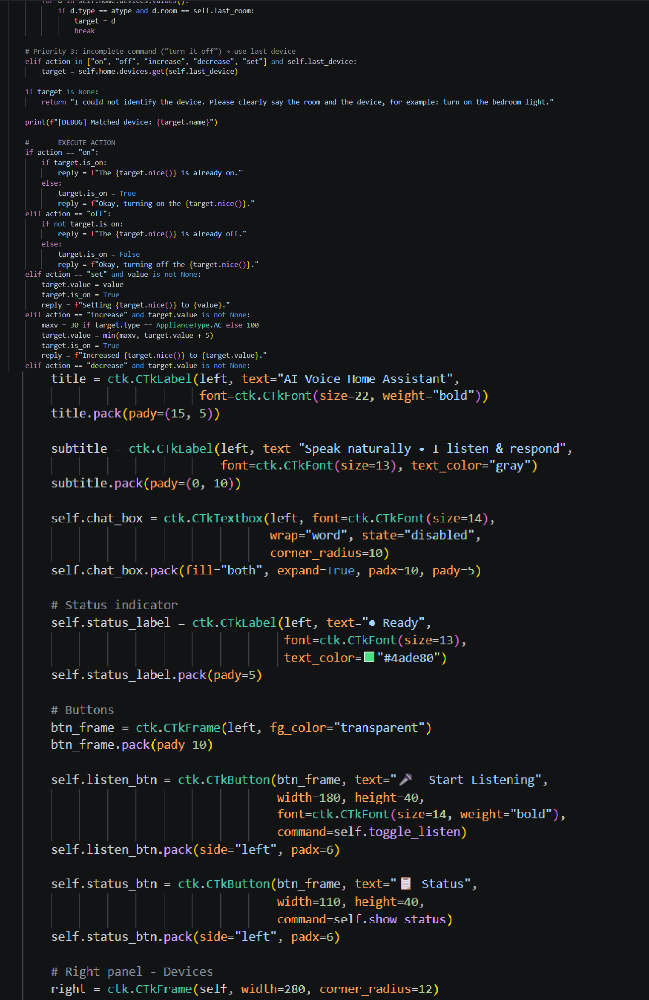 for d in self.home.devices.values():
if d.type == atype and d.room == self.last_room:
target = d
break
# Priority 3: incomplete command (“turn it off”) → use last device
elif action in ["on", "off", "increase", "decrease", "set"] and self.last_device:
target = self.home.devices.get(self.last_device)
if target is None:
return "I could not identify the device. Please clearly say the room and the device, for example: turn on the bedroom light."
print(f"[DEBUG] Matched device: {target.name}")
# ----- EXECUTE ACTION -----
if action == "on":
if target.is_on:
reply = f"The {target.nice()} is already on."
else:
target.is_on = True
reply = f"Okay, turning on the {target.nice()}."
elif action == "off":
if not target.is_on:
reply = f"The {target.nice()} is already off."
else:
target.is_on = False
reply = f"Okay, turning off the {target.nice()}."
elif action == "set" and value is not None:
target.value = value
target.is_on = True
reply = f"Setting {target.nice()} to {value}."
elif action == "increase" and target.value is not None:
maxv = 30 if target.type == ApplianceType.AC else 100
target.value = min(maxv, target.value + 5)
target.is_on = True
reply = f"Increased {target.nice()} to {target.value}."
elif action == "decrease" and target.value is not None:
title = ctk.CTkLabel(left, text="AI Voice Home Assistant",
font=ctk.CTkFont(size=22, weight="bold"))
title.pack(pady=(15, 5))
subtitle = ctk.CTkLabel(left, text="Speak naturally • I listen & respond",
font=ctk.CTkFont(size=13), text_color="gray")
subtitle.pack(pady=(0, 10))
self.chat_box = ctk.CTkTextbox(left, font=ctk.CTkFont(size=14),
wrap="word", state="disabled",
corner_radius=10)
self.chat_box.pack(fill="both", expand=True, padx=10, pady=5)
# Status indicator
self.status_label = ctk.CTkLabel(left, text="● Ready",
font=ctk.CTkFont(size=13),
text_color="#4ade80")
self.status_label.pack(pady=5)
# Buttons
btn_frame = ctk.CTkFrame(left, fg_color="transparent")
btn_frame.pack(pady=10)
self.listen_btn = ctk.CTkButton(btn_frame, text="🎤  Start Listening",
width=180, height=40,
font=ctk.CTkFont(size=14, weight="bold"),
command=self.toggle_listen)
self.listen_btn.pack(side="left", padx=6)
self.status_btn = ctk.CTkButton(btn_frame, text="📋 Status",
width=110, height=40,
command=self.show_status)
self.status_btn.pack(side="left", padx=6)
# Right panel - Devices
right = ctk.CTkFrame(self, width=280, corner_radius=12)